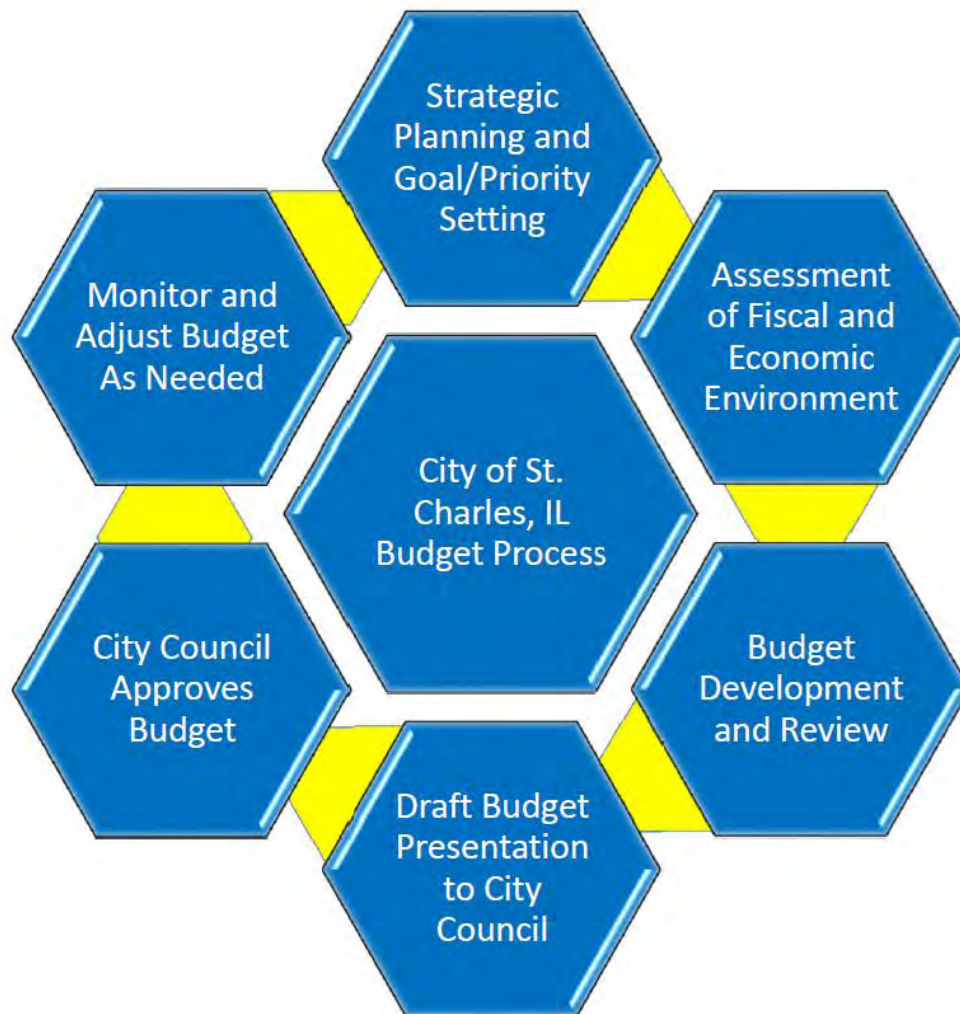 Strategic
Planning and
Goal/Priority
Setting
Assessment
of Fiscal and
Economic
Environment
Budget
Development
and Review
Draft Budget
Presentation
to City
Council
City Council
Approves
Budget
Monitor and
Adjust Budget
As Needed
City of St.
Charles, IL
Budget Process